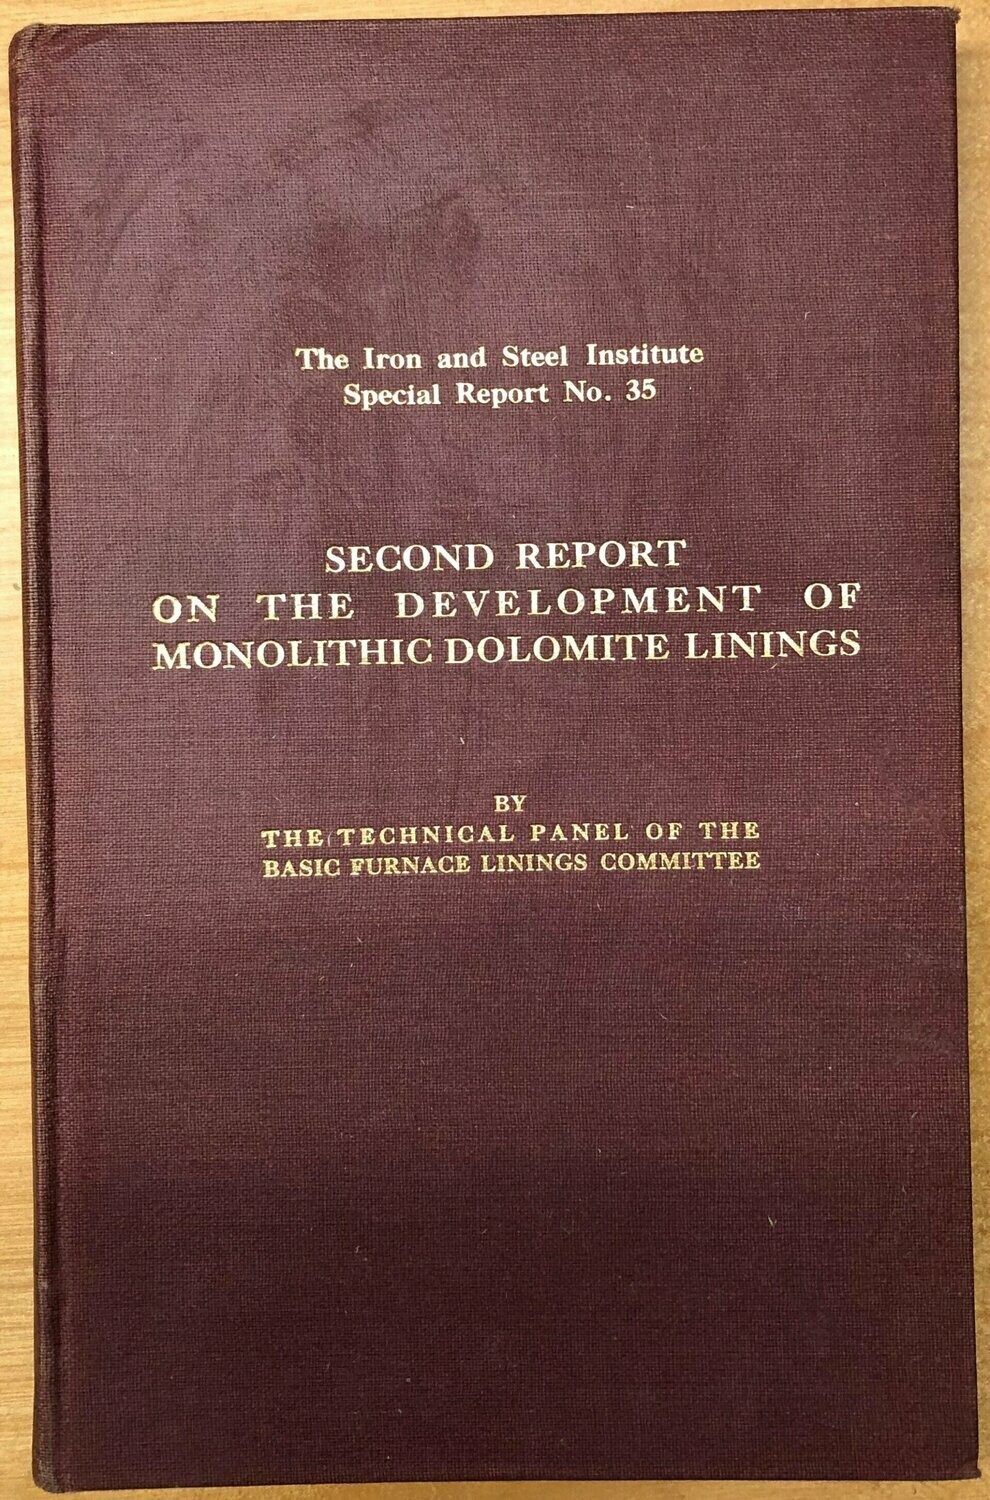 The Iron and Steel Institute
Special Report No. 35
SECOND REPORT
ON THE DEVELOPMENT OF
MONOLITHIC DOLOMITE LININGS
BY
THE TECHNICAL PANEL OF THE
BASIC FURNACE LININGS COMMITTEE